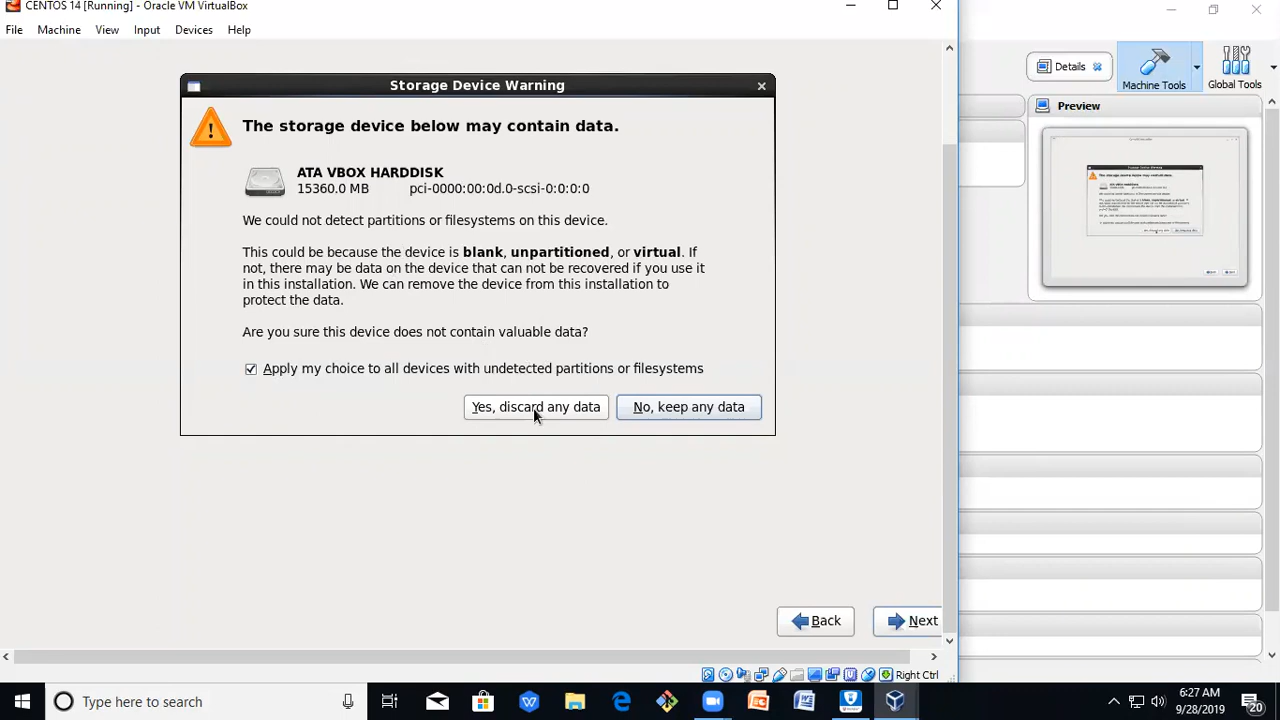 CENTOS 14 [Running] - Oracle VM VirtualBox
File Machine View Input Devices Help
Details
Machine Tools
Global Tools
Preview
Storage Device Warning
The storage device below may contain data.
ATA VBOX HARDDISK
15360.0 MB pci-0000:00:0d.0-scsi-0:0:0:0
We could not detect partitions or filesystems on this device.
This could be because the device is blank, unpartitioned, or virtual. If
not, there may be data on the device that can not be recovered if you use it
in this installation. We can remove the device from this installation to
protect the data.
Are you sure this device does not contain valuable data?
Apply my choice to all devices with undetected partitions or filesystems
Yes, discard any data
No, keep any data
Back
Next
Right Ctrl
Type here to search
6:27 AM
9/28/2019
20